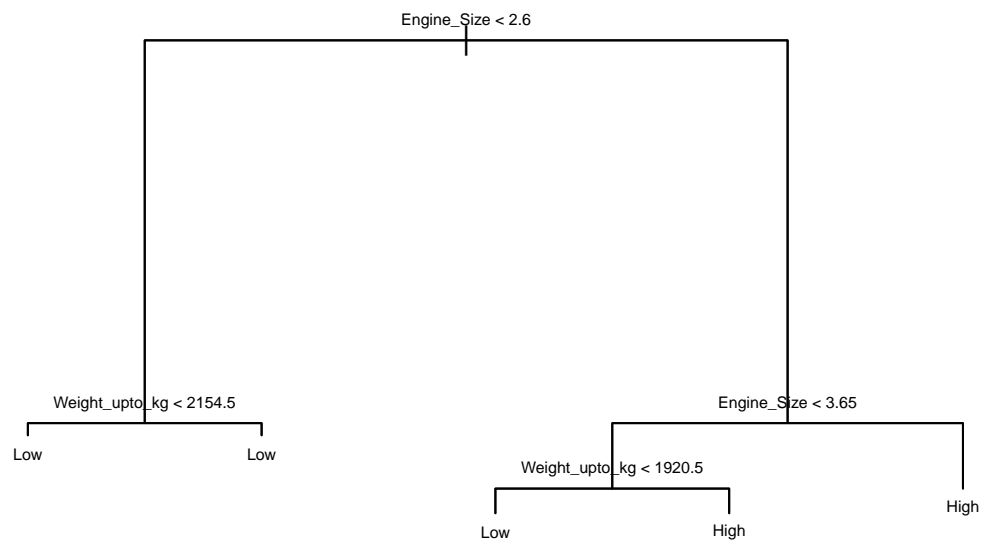 Engine_Size < 2.6
Weight_upto_kg < 2154.5
Engine_Size < 3.65
Low
Low
Weight_upto_kg < 1920.5
High
Low
High